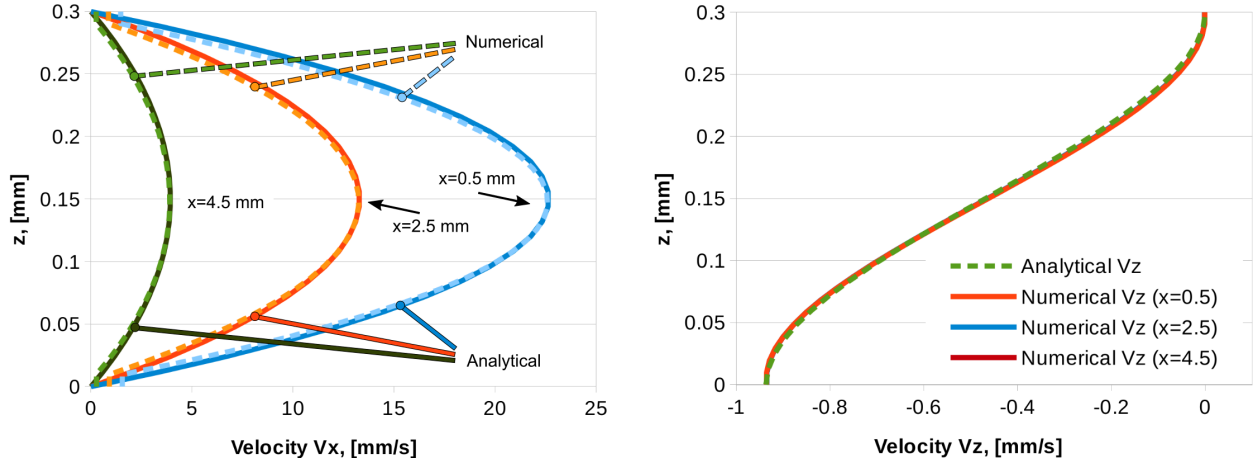 0.3
0.25
0.2
0.15
0.1
0.05
0
z, [mm]
0
5
10
15
20
25
Velocity Vx, [mm/s]
Numerical
x=0.5 mm
x=4.5 mm
x=2.5 mm
Analytical
0.3
0.25
0.2
0.15
0.1
0.05
0
z, [mm]
-1
-0.8
-0.6
-0.4
-0.2
0
Velocity Vz, [mm/s]
Analytical Vz
Numerical Vz (x=0.5)
Numerical Vz (x=2.5)
Numerical Vz (x=4.5)